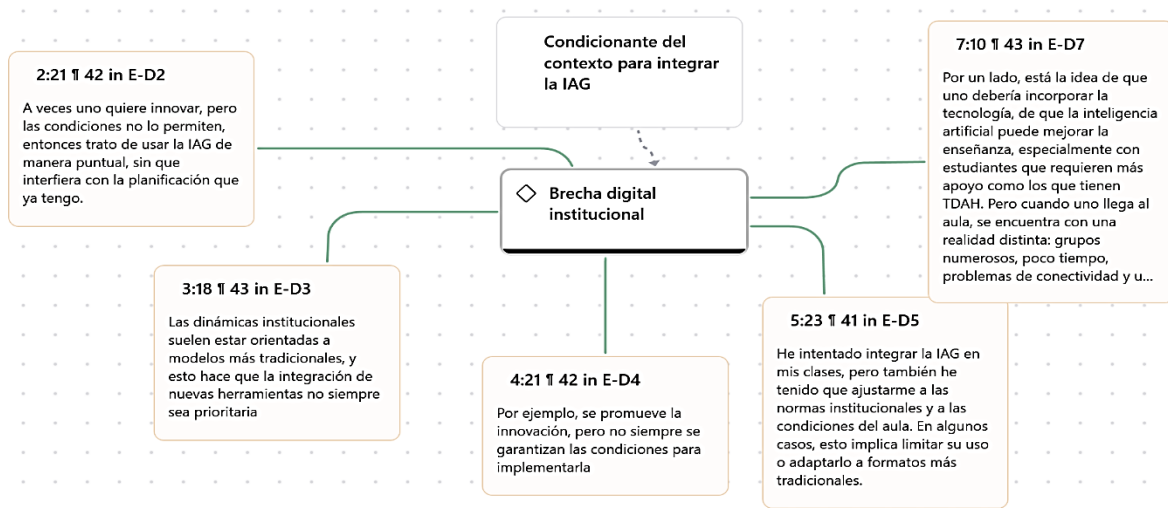 Condicionante del
contexto para integrar
la IAG
2:21 ¶ 42 in E-D2
A veces uno quiere innovar, pero
las condiciones no lo permiten,
entonces trato de usar la IAG de
manera puntual, sin que
interfiera con la planificación que
ya tengo.
7:10 ¶ 43 in E-D7
Por un lado, está la idea de que
uno debería incorporar la
tecnología, de que la inteligencia
artificial puede mejorar la
enseñanza, especialmente con
estudiantes que requieren más
apoyo como los que tienen
TDAH. Pero cuando uno llega al
aula, se encuentra con una
realidad distinta: grupos
numerosos, poco tiempo,
problemas de conectividad y u...
Brecha digital
institucional
3:18 ¶ 43 in E-D3
Las dinámicas institucionales
suelen estar orientadas a
modelos más tradicionales, y
esto hace que la integración de
nuevas herramientas no siempre
sea prioritaria
4:21 ¶ 42 in E-D4
Por ejemplo, se promueve la
innovación, pero no siempre se
garantizan las condiciones para
implementarla
5:23 ¶ 41 in E-D5
He intentado integrar la IAG en
mis clases, pero también he
tenido que ajustarme a las
normas institucionales y a las
condiciones del aula. En algunos
casos, esto implica limitar su uso
o adaptarlo a formatos más
tradicionales.